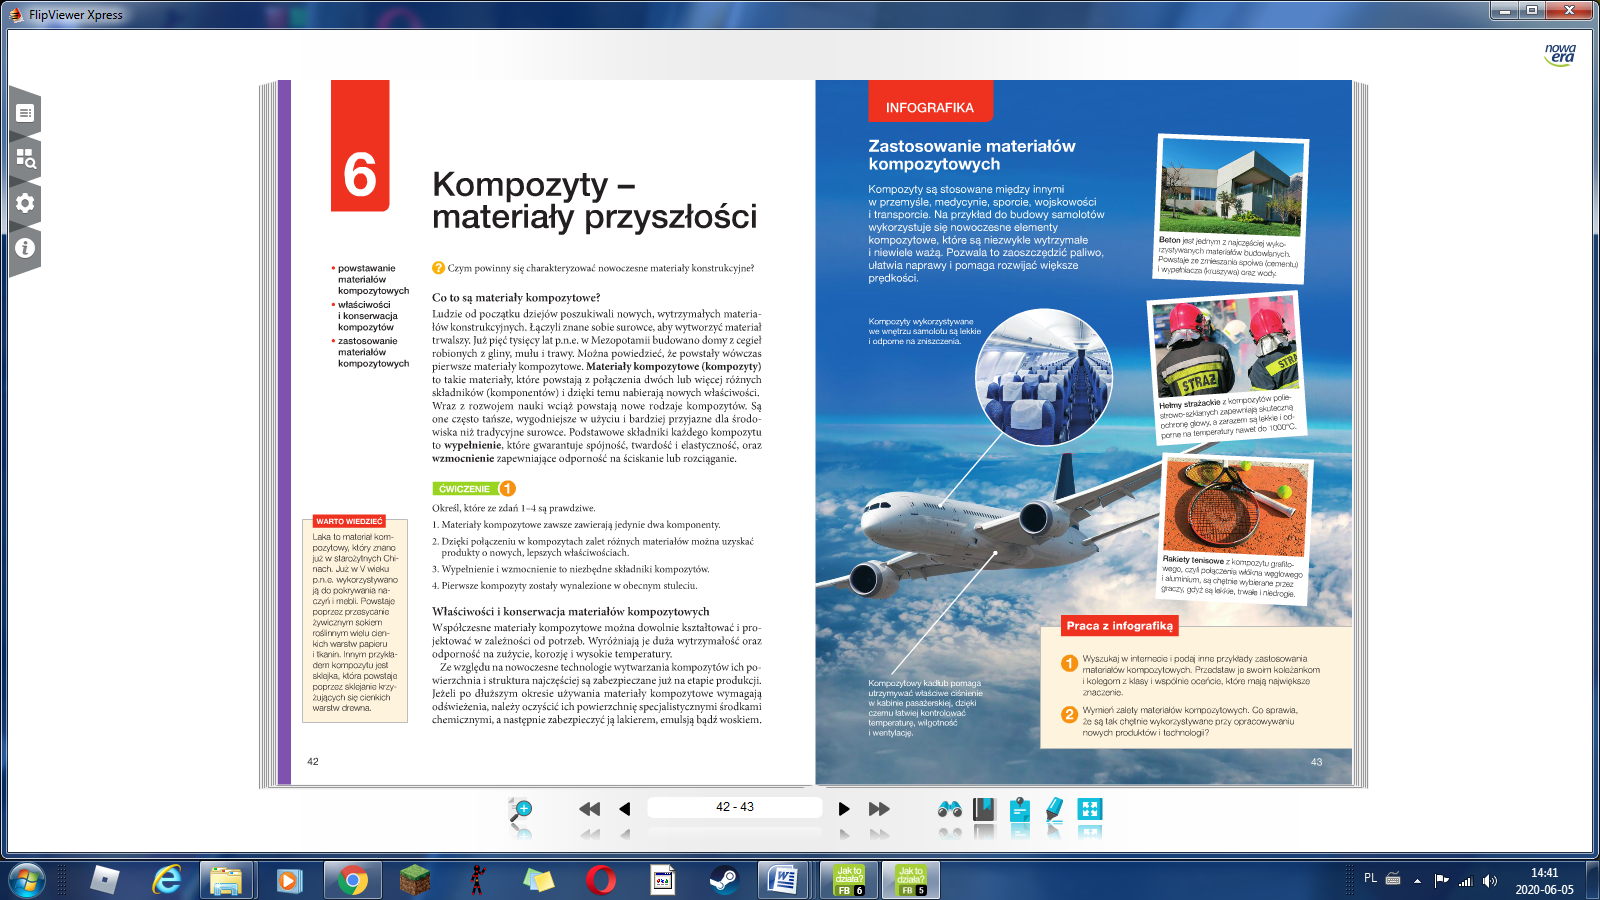 FlipViewer Xpress
nowa
era
6
Kompozyty –
materiały przyszłości
• powstawanie
materiałów
kompozytowych
• właściwości
i konserwacja
kompozytów
• zastosowanie
materiałów
kompozytowych
? Czym powinny się charakteryzować nowoczesne materiały konstrukcyjne?
Co to są materiały kompozytowe?
Ludzie od początku dziejów poszukiwali nowych, wytrzymałych materia-
łów konstrukcyjnych. Łączyli znane sobie surowce, aby wytworzyć materiał
trwalszy. Już pięć tysięcy lat p.n.e. w Mezopotamii budowano domy z cegieł
robionych z gliny, mułu i trawy. Można powiedzieć, że powstały wówczas
pierwsze materiały kompozytowe. Materiały kompozytowe (kompozyty)
to takie materiały, które powstają z połączenia dwóch lub więcej różnych
składników (komponentów) i dzięki temu nabierają nowych właściwości.
Wraz z rozwojem nauki wciąż powstają nowe rodzaje kompozytów. Są
one często tańsze, wygodniejsze w użyciu i bardziej przyjazne dla środo-
wiska niż tradycyjne surowce. Podstawowe składniki każdego kompozytu
to wypełnienie, które gwarantuje spójność, twardość i elastyczność, oraz
wzmocnienie zapewniające odporność na ściskanie lub rozciąganie.
ĆWICZENIE 1
Określ, które ze zdań 1–4 są prawdziwe.
1. Materiały kompozytowe zawsze zawierają jedynie dwa komponenty.
2. Dzięki połączeniu w kompozytach zalet różnych materiałów można uzyskać
produkty o nowych, lepszych właściwościach.
3. Wypełnienie i wzmocnienie to niezbędne składniki kompozytów.
4. Pierwsze kompozyty zostały wynalezione w obecnym stuleciu.
Właściwości i konserwacja materiałów kompozytowych
Współczesne materiały kompozytowe można dowolnie kształtować i pro-
jektować w zależności od potrzeb. Wyróżniają je duża wytrzymałość oraz
odporność na zużycie, korozję i wysokie temperatury.
Ze względu na nowoczesne technologie wytwarzania kompozytów ich po-
wierzchnia i struktura najczęściej są zabezpieczane już na etapie produkcji.
Jeżeli po dłuższym okresie używania materiały kompozytowe wymagają
odświeżenia, należy oczyścić ich powierzchnię specjalistycznymi środkami
chemicznymi, a następnie zabezpieczyć ją lakierem, emulsją bądź woskiem.
WARTO WIEDZIEĆ
Laka to materiał kom-
pozytowy, który znano
już w starożytnych Chi-
nach. Już w V wieku
p.n.e. wykorzystywano
ją do pokrywania na-
czyń i mebli. Powstaje
poprzez przesycanie
żywicznym sokiem
roślinnym wielu cien-
kich warstw papieru
i tkanin. Innym przykła-
dem kompozytu jest
sklejka, która powstaje
poprzez sklejanie krzy-
żujących się cienkich
warstw drewna.
42
INFOGRAFIKA
Zastosowanie materiałów
kompozytowych
Kompozyty są stosowane między innymi
w przemyśle, medycynie, sporcie, wojskowości
i transporcie. Na przykład do budowy samolotów
wykorzystuje się nowoczesne elementy
kompozytowe, które są niezwykle wytrzymałe
i niewiele ważą. Pozwala to zaoszczędzić paliwo,
ułatwia naprawy i pomaga rozwijać większe
prędkości.
Kompozyty wykorzystywane
we wnętrzu samolotu są lekkie
i odporne na zniszczenia.
Kompozytowy kadłub pomaga
utrzymywać właściwe ciśnienie
w kabinie pasażerskiej, dzięki
czemu łatwiej kontrolować
temperaturę, wilgotność
i wentylację.
Beton jest jednym z najczęściej wyko-
rzystywanych materiałów budowlanych.
Powstaje ze zmieszania spoiwa (cementu)
i wypełniacza (kruszywa) oraz wody.
STRAŻ
STRA
Hełmy strażackie z kompozytów polie-
strowo-szklanych zapewniają skuteczną
ochronę głowy, a zarazem są lekkie i od-
porne na temperatury nawet do 1000°C.
Rakiety tenisowe z kompozytu grafito-
wego, czyli połączenia włókna węglowego
i aluminium, są chętnie wybierane przez
graczy, gdyż są lekkie, trwałe i niedrogie.
Praca z infografiką
1 Wyszukaj w internecie i podaj inne przykłady zastosowania
materiałów kompozytowych. Przedstaw je swoim koleżankom
i kolegom z klasy i wspólnie oceńcie, które mają największe
znaczenie.
2 Wymień zalety materiałów kompozytowych. Co sprawia,
że są tak chętnie wykorzystywane przy opracowywaniu
nowych produktów i technologii?
43
42 - 43
Jak to
działa?
FB 6
Jak to
działa?
FB 5
PL
14:41
2020-06-05